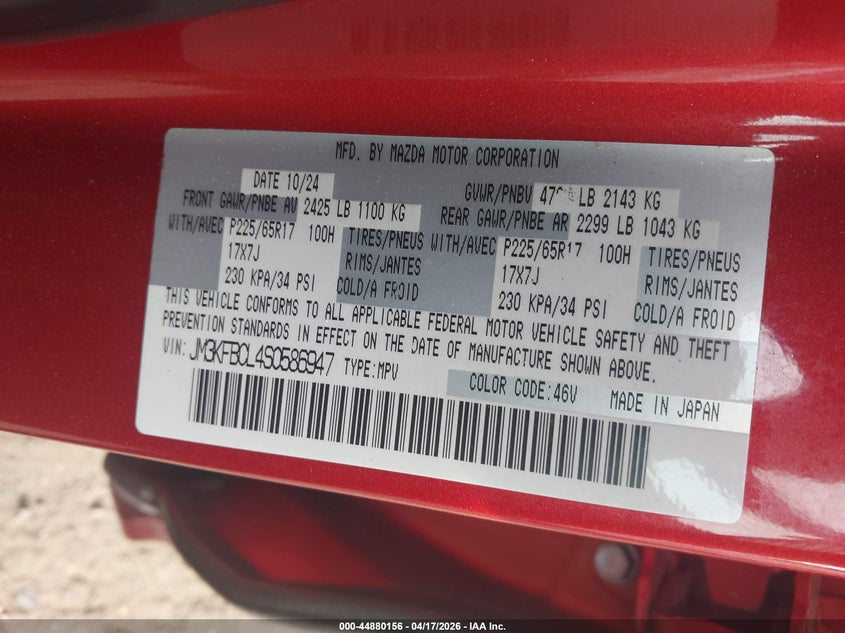 MFD. BY MAZDA MOTOR CORPORATION
DATE 10/24 GVWR/PNBV LB 2143 KG
FRONT GAWR/PNBE AV 2425 LB 1100 KG REAR GAWR/PNBE AR 2299 LB 1043 KG
WITH/AVEC P225/65R17 100H TIRES/PNEUS WITH/AVEC P225/65R17 100H TIRES/PNEUS
17X7J RIMS/JANTES 17X7J RIMS/JANTES
230 KPA/34 PSI COLD/A FROID 230 KPA/34 PSI COLD/A FROID
THIS VEHICLE CONFORMS TO ALL APPLICABLE FEDERAL MOTOR VEHICLE SAFETY AND THEFT
PREVENTION STANDARDS IN EFFECT ON THE DATE OF MANUFACTURE SHOWN ABOVE.
VIN: JM3KFBCL4S0586947 TYPE:MPV
COLOR CODE:46V MADE IN JAPAN
000-44880156 - 04/17/2026 - IAA Inc.